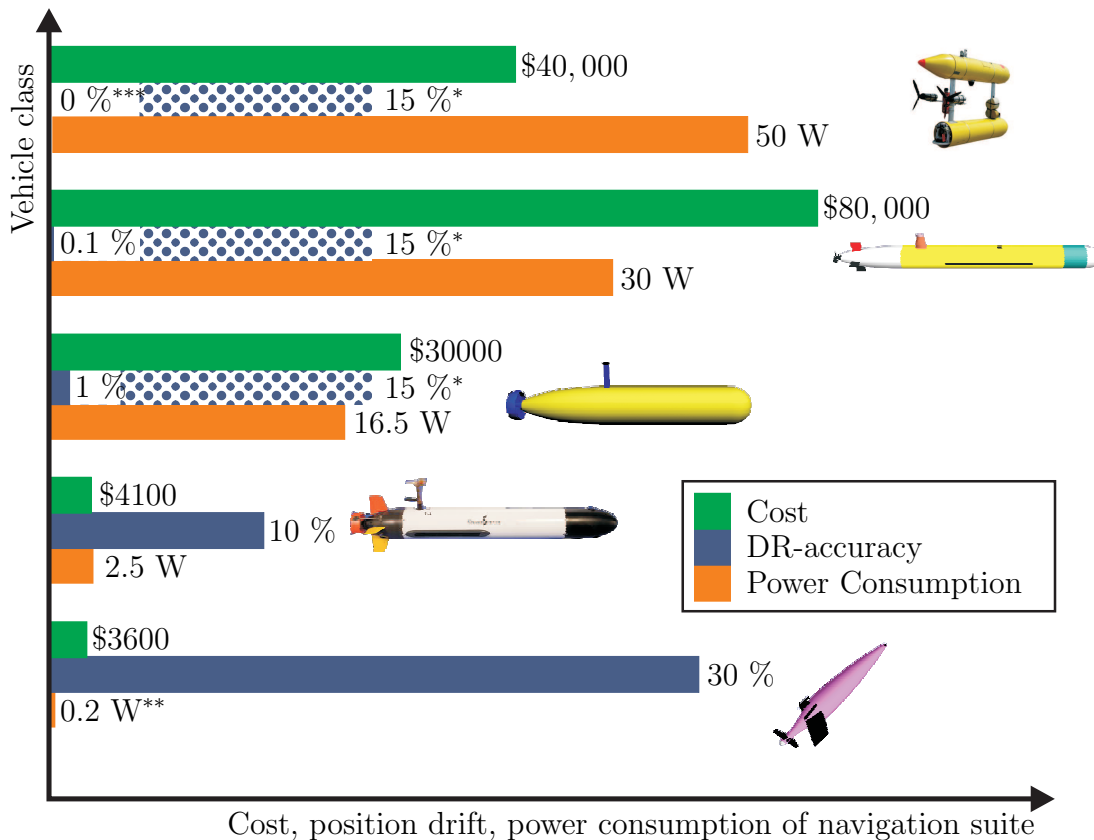 Vehicle class
$40,000
0 %*** 15 %*
50 W
$80,000
0.1 % 15 %*
30 W
$30000
1 % 15 %*
16.5 W
$4100
10 %
2.5 W
Cost
DR-accuracy
Power Consumption
$3600
30 %
0.2 W**
Cost, position drift, power consumption of navigation suite